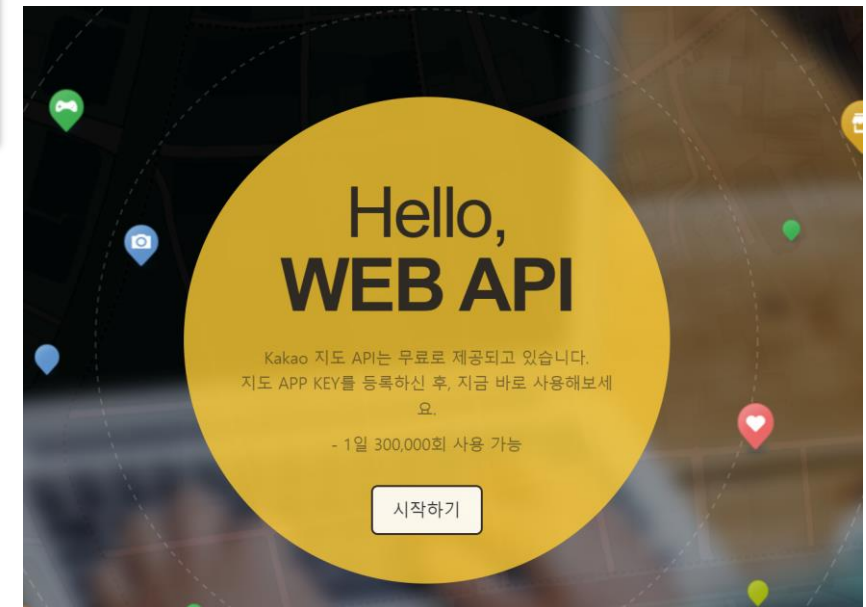 Hello,
WEB API
Kakao 지도 API는 무료로 제공되고 있습니다.
지도 APP KEY를 등록하신 후, 지금 바로 사용해보세
요.
- 1일 300,000회 사용 가능
시작하기